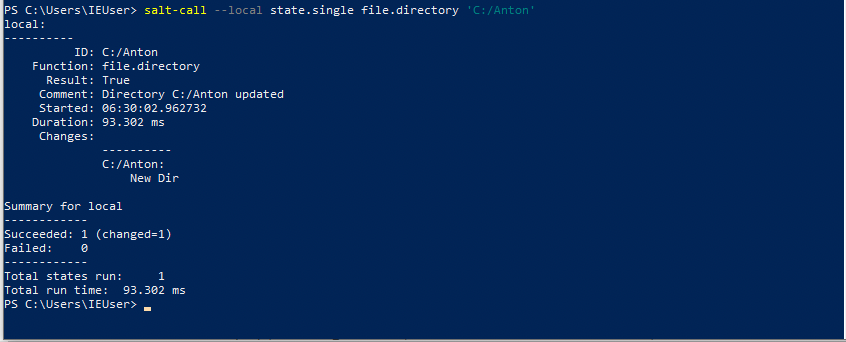 PS C:\Users\IEUser> salt-call --local state.single file.directory 'C:/Anton'
local:
----------
          ID: C:/Anton
    Function: file.directory
      Result: True
     Comment: Directory C:/Anton updated
     Started: 06:30:02.962732
    Duration: 93.302 ms
     Changes:
              ----------
              C:/Anton:
                  New Dir

Summary for local
------------
Succeeded: 1 (changed=1)
Failed:    0
------------
Total states run:     1
Total run time:  93.302 ms
PS C:\Users\IEUser>